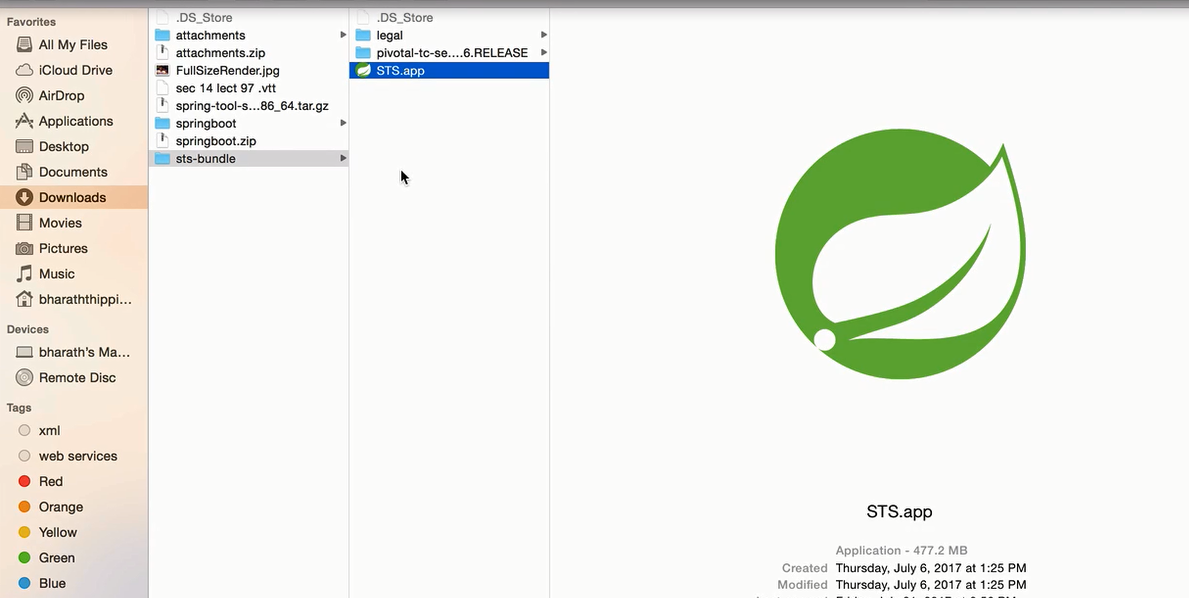 Favorites
All My Files
iCloud Drive
AirDrop
Applications
Desktop
Documents
Downloads
Movies
Pictures
Music
bharaththippi...
Devices
bharath's Ma...
Remote Disc
Tags
xml
web services
Red
Orange
Yellow
Green
Blue
.DS_Store
attachments
attachments.zip
FullSizeRender.jpg
sec 14 lect 97 .vtt
spring-tool-s...86_64.tar.gz
springboot
springboot.zip
sts-bundle
.DS_Store
legal
pivotal-tc-se....6.RELEASE
STS.app
STS.app
Application - 477.2 MB
Created Thursday, July 6, 2017 at 1:25 PM
Modified Thursday, July 6, 2017 at 1:25 PM